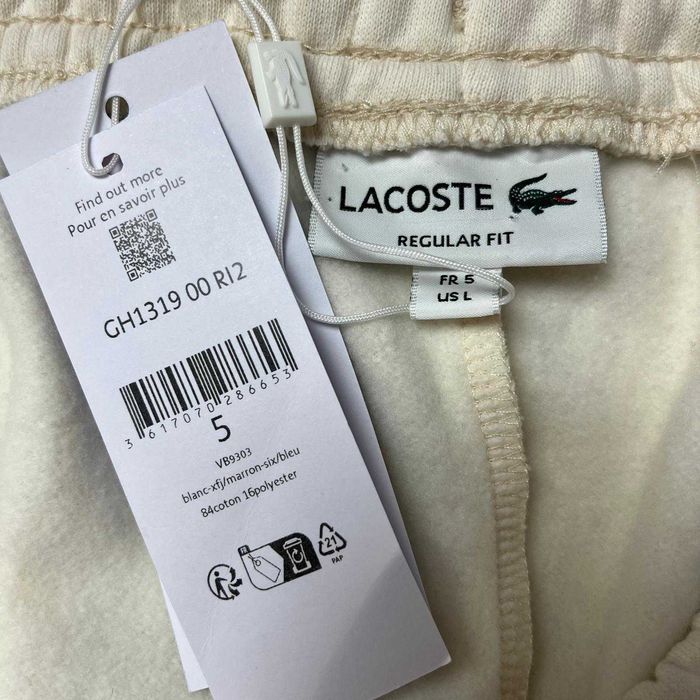 Find out more
Pour en savoir plus
GH1319 00 RI2
3 617070 286653
5
VB9303
blanc-xfj/marron-six/bleu
84coton 16polyester
FR
21
PAP
LACOSTE
REGULAR FIT
FR 5
US L